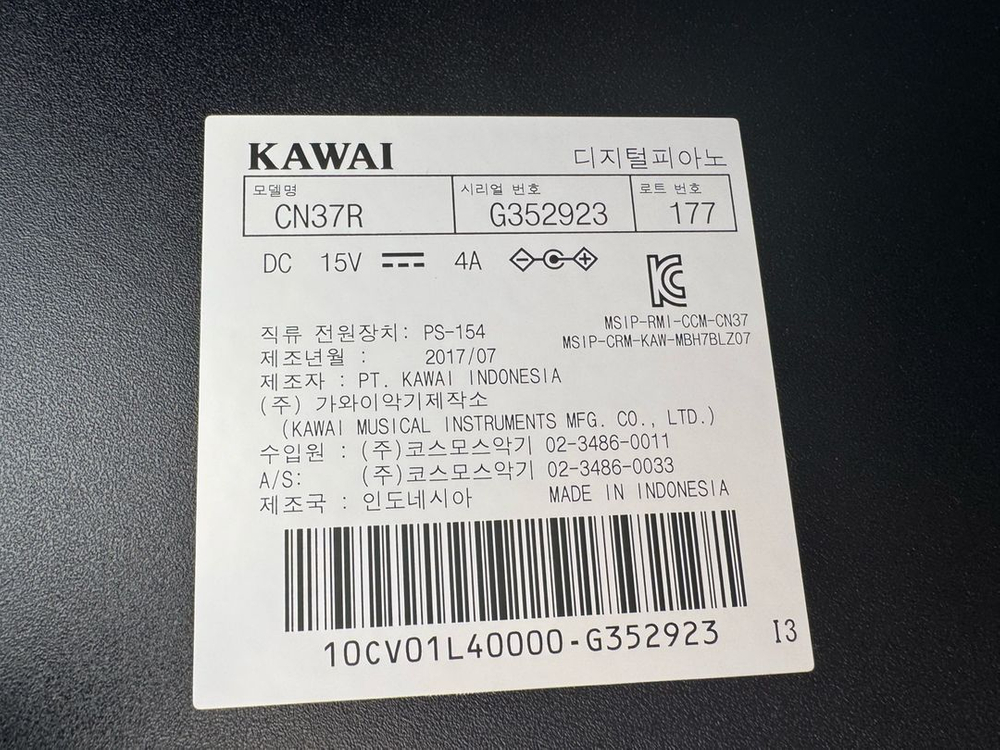 KAWAI 디지털피아노
모델명 시리얼 번호 로트 번호
CN37R G352923 177
DC 15V 4A
KC
MSIP-RMI-CCM-CN37
MSIP-CRM-KAW-MBH7BLZ07
직류 전원장치: PS-154
제조년월 : 2017/07
제조자 : PT. KAWAI INDONESIA
(주) 가와이악기제작소
(KAWAI MUSICAL INSTRUMENTS MFG. CO., LTD.)
수입원 : (주)코스모스악기 02-3486-0011
A/S: (주)코스모스악기 02-3486-0033
제조국 : 인도네시아 MADE IN INDONESIA
10CV01L40000-G352923 I3